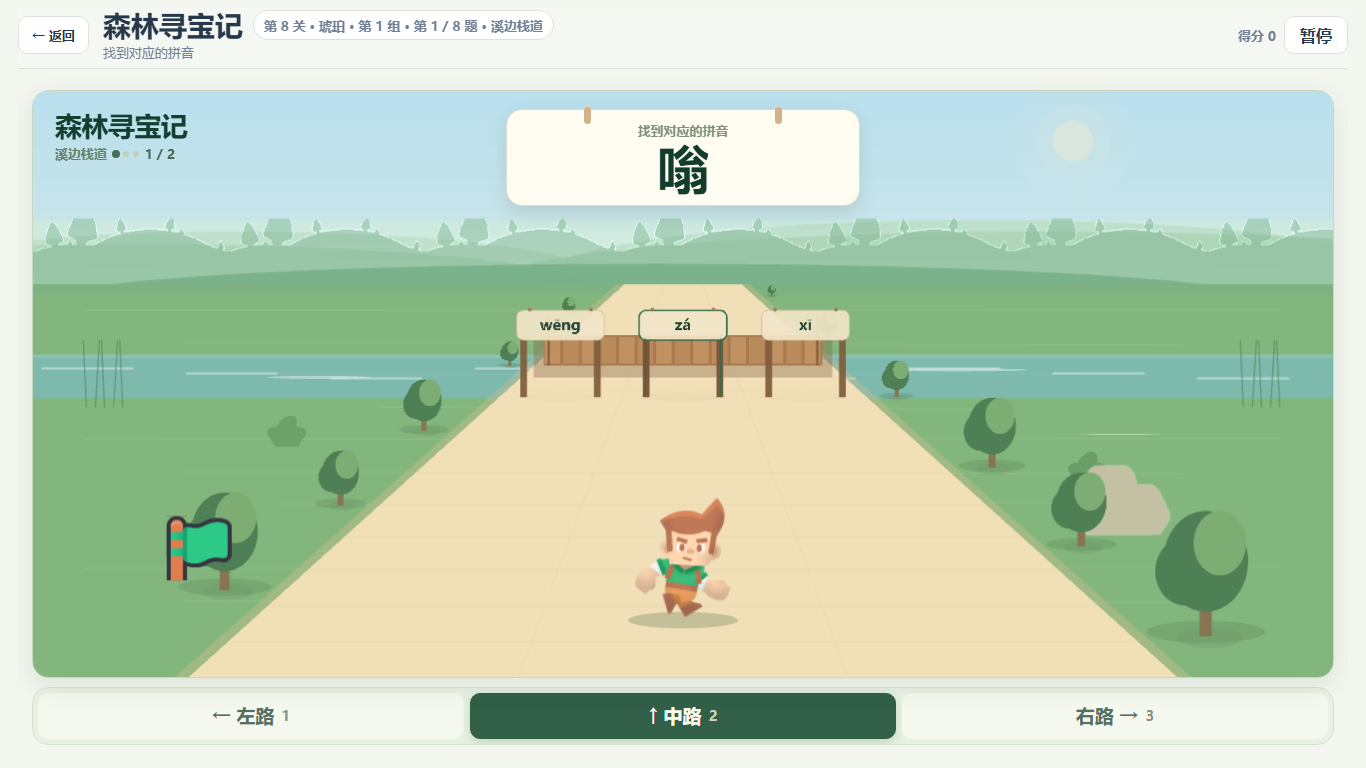 ← 返回
森林寻宝记
第 8 关 • 琥珀 • 第 1 组 • 第 1 / 8 题 • 溪边栈道
找到对应的拼音
得分 0
暂停
森林寻宝记
溪边栈道 1 / 2
找到对应的拼音
嗡
wēng
zá
xī
← 左路 1
↑ 中路 2
右路 → 3